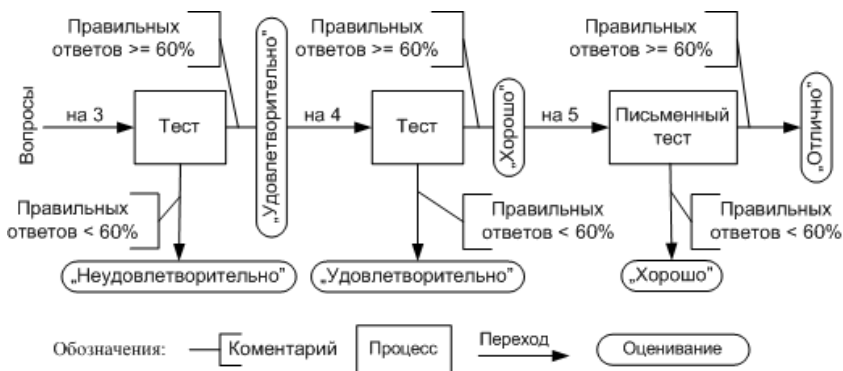 Правильных
ответов >= 60%
Правильных
ответов >= 60%
Правильных
ответов >= 60%
Вопросы
на 3
Тест
„Удовлетворительно”
на 4
Тест
„Хорошо”
на 5
Письменный
тест
„Отлично”
Правильных
ответов < 60%
Правильных
ответов < 60%
Правильных
ответов < 60%
„Неудовлетворительно”
„Удовлетворительно”
„Хорошо”
Обозначения:
Коментарий
Процесс
Переход
Оценивание